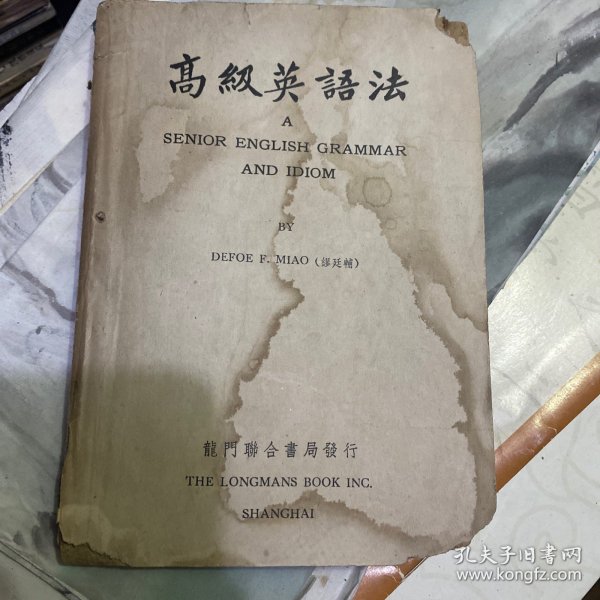 高級英語法
A
SENIOR ENGLISH GRAMMAR
AND IDIOM
BY
DEFOE F. MIAO (繆廷輔)
龍門聯合書局發行
THE LONGMANS BOOK INC.
SHANGHAI
孔夫子旧书网
www.kongfz.com